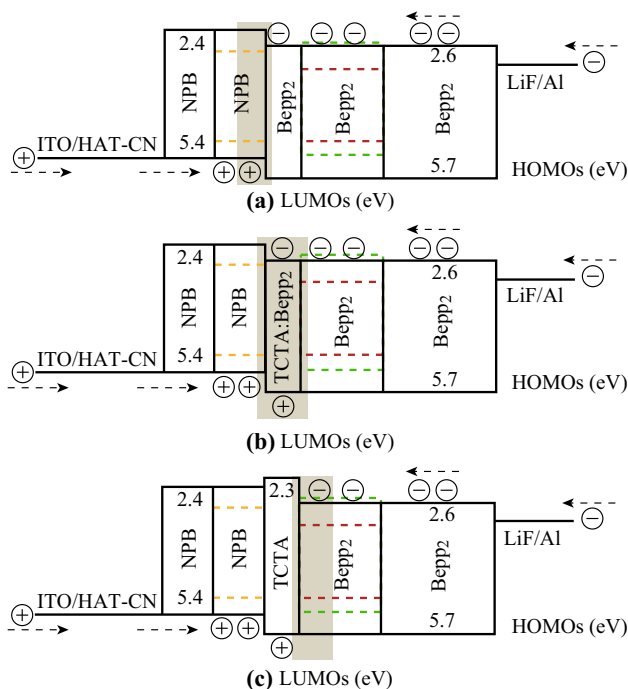 2.4 2.6
NPB NPB Bepp2 Bepp2 Bepp2 LiF/Al
ITO/HAT-CN 5.4 5.7 HOMOs (eV)
(a) LUMOs (eV)
2.4 2.6
NPB NPB TCTA:Bepp2 Bepp2 Bepp2 LiF/Al
ITO/HAT-CN 5.4 5.7 HOMOs (eV)
(b) LUMOs (eV)
2.4 2.3 2.6
NPB NPB TCTA Bepp2 Bepp2 LiF/Al
ITO/HAT-CN 5.4 5.7 HOMOs (eV)
(c) LUMOs (eV)